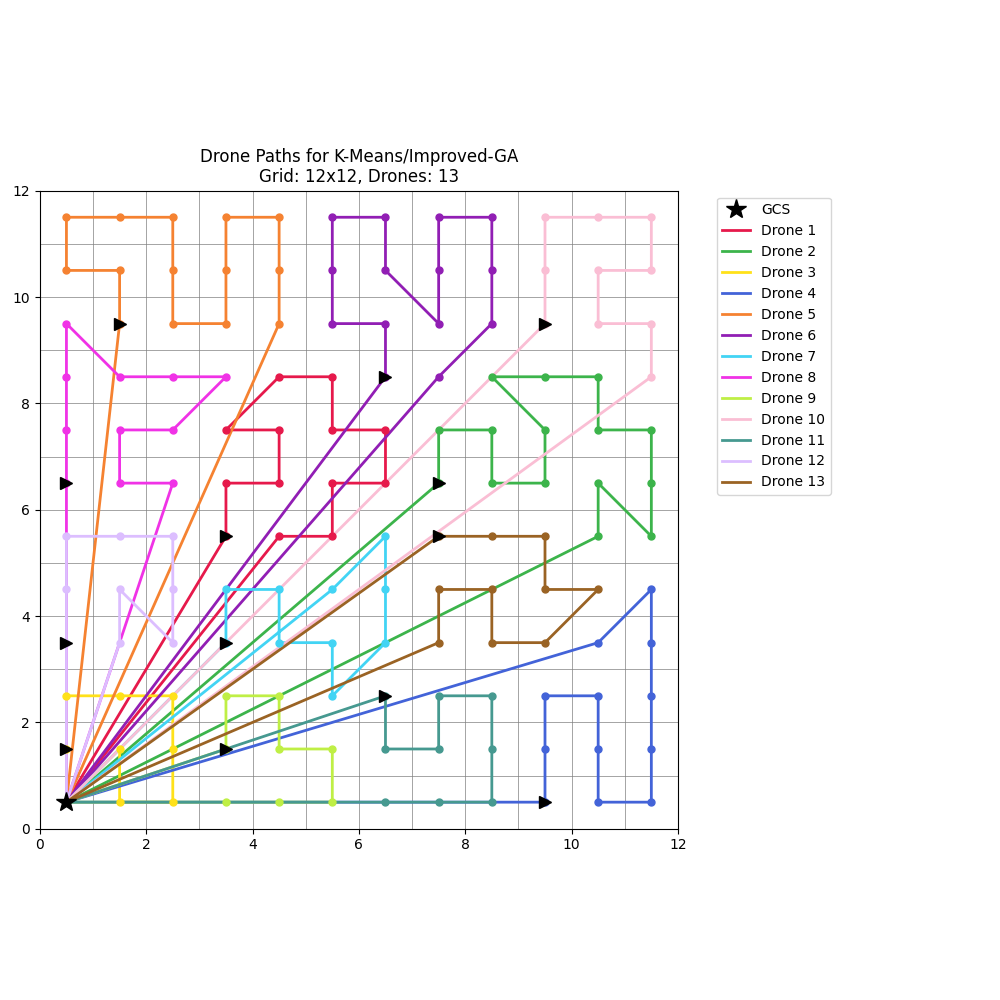 Drone Paths for K-Means/Improved-GA
Grid: 12x12, Drones: 13
12
10
8
6
4
2
0
0 2 4 6 8 10 12
GCS
Drone 1
Drone 2
Drone 3
Drone 4
Drone 5
Drone 6
Drone 7
Drone 8
Drone 9
Drone 10
Drone 11
Drone 12
Drone 13